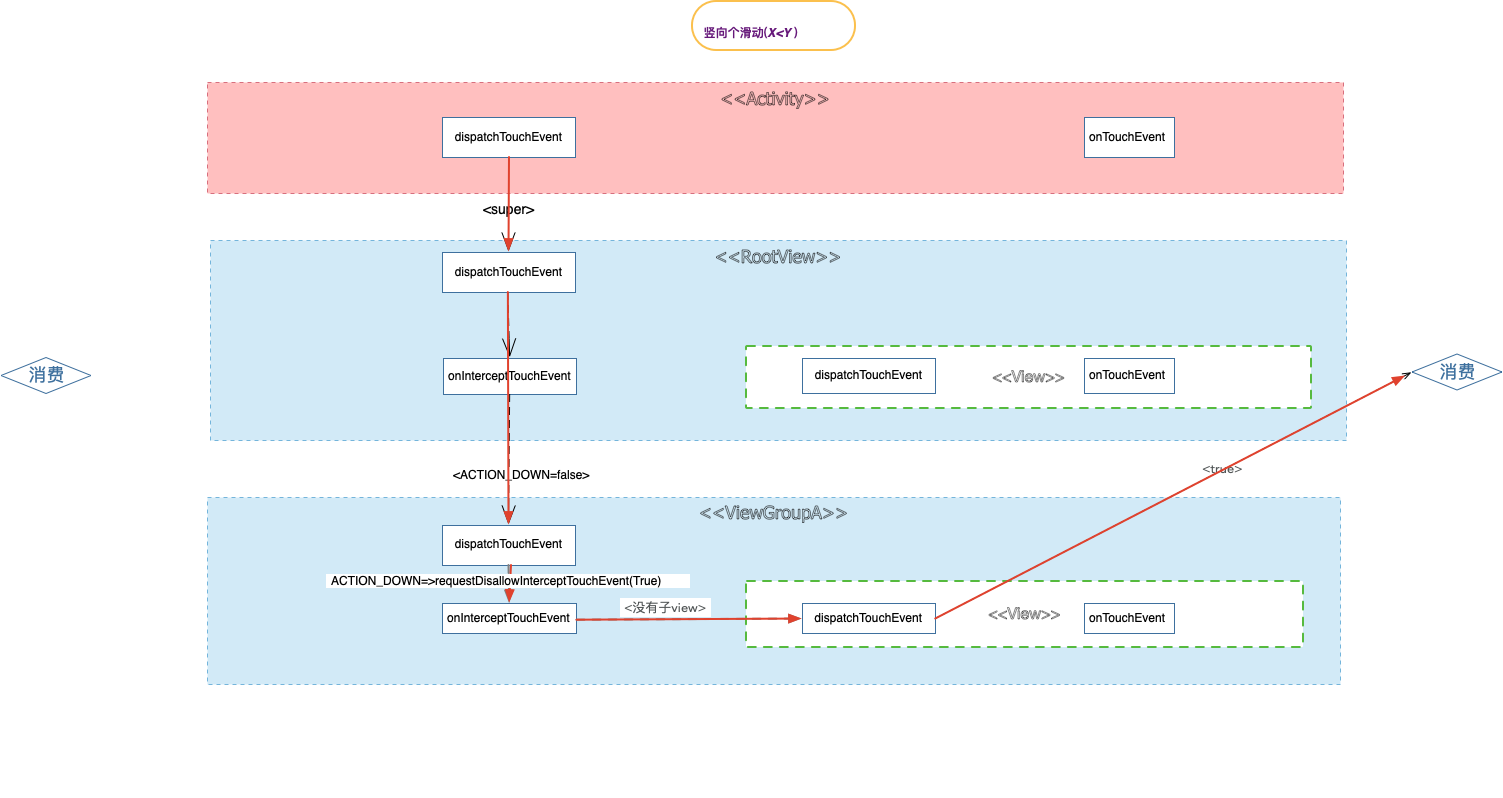 竖向个滑动(X<Y )
<<Activity>>
dispatchTouchEvent
onTouchEvent
<super>
<<RootView>>
dispatchTouchEvent
消费
onInterceptTouchEvent
dispatchTouchEvent
<<View>>
onTouchEvent
消费
<ACTION_DOWN=false>
<true>
<<ViewGroupA>>
dispatchTouchEvent
ACTION_DOWN=>requestDisallowInterceptTouchEvent(True)
onInterceptTouchEvent
<没有子view>
dispatchTouchEvent
<<View>>
onTouchEvent